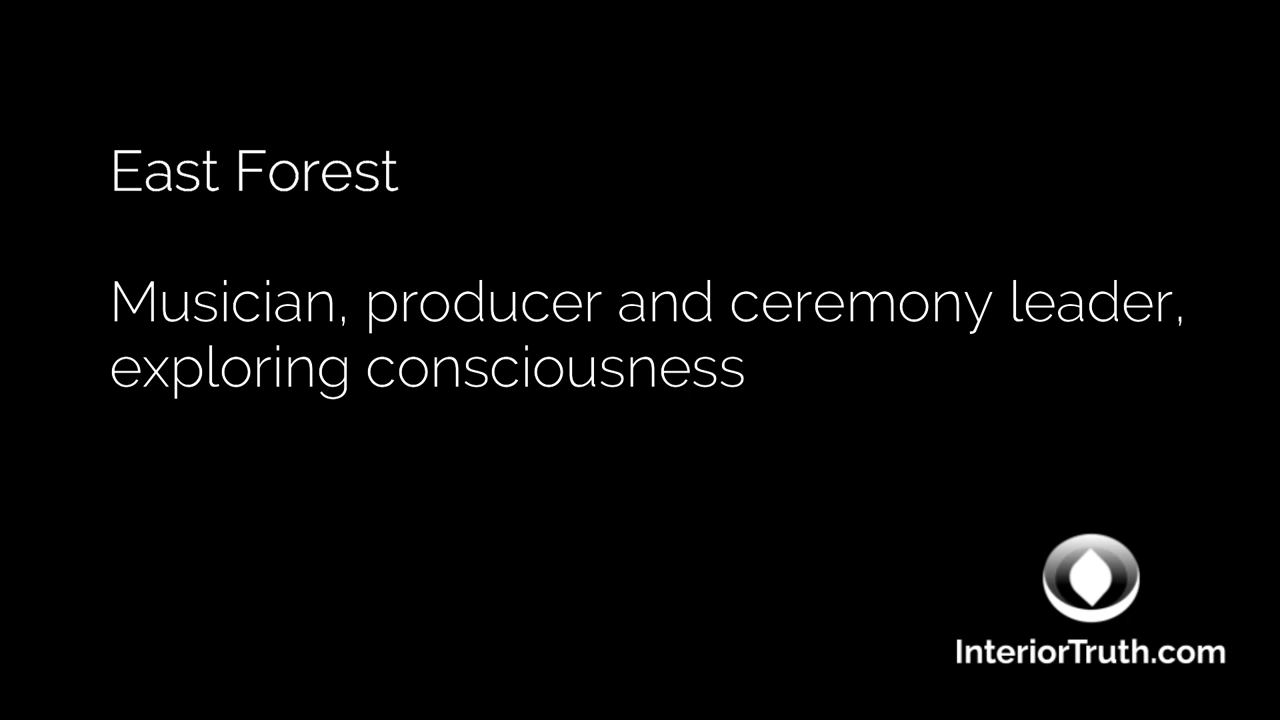 East Forest
Musician, producer and ceremony leader,
exploring consciousness
InteriorTruth.com